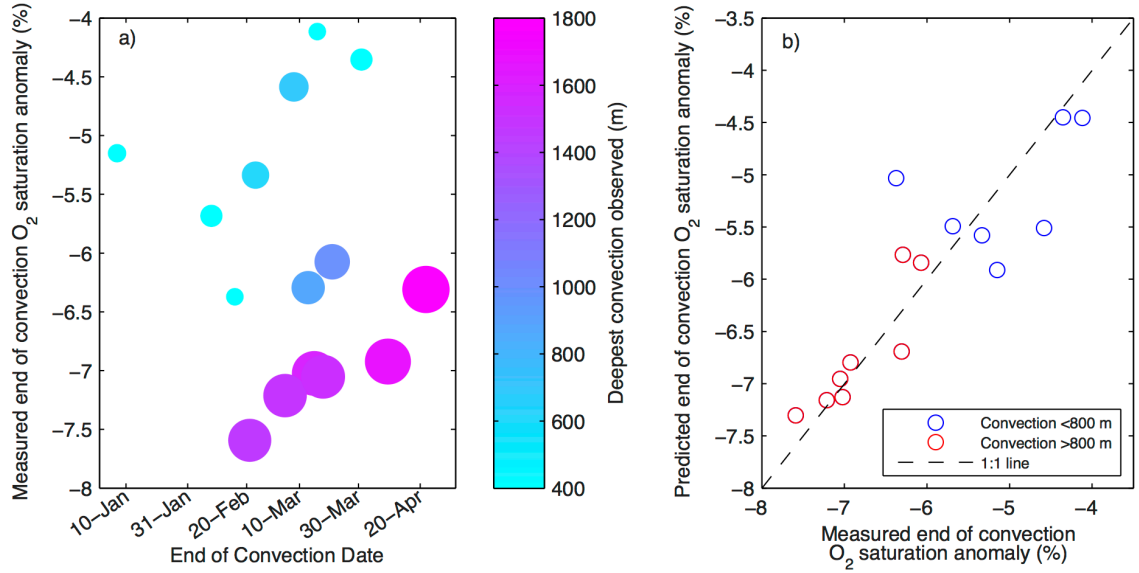 a)
Measured end of convection O2 saturation anomaly (%)
−4
−4.5
−5
−5.5
−6
−6.5
−7
−7.5
−8
10−Jan
31−Jan
20−Feb
10−Mar
30−Mar
20−Apr
End of Convection Date
1800
1600
1400
1200
1000
800
600
400
Deepest convection observed (m)
b)
Predicted end of convection O2 saturation anomaly (%)
−3.5
−4
−4.5
−5
−5.5
−6
−6.5
−7
−7.5
−8
Convection <800 m
Convection >800 m
1:1 line
−8
−7
−6
−5
−4
Measured end of convection
O2 saturation anomaly (%)